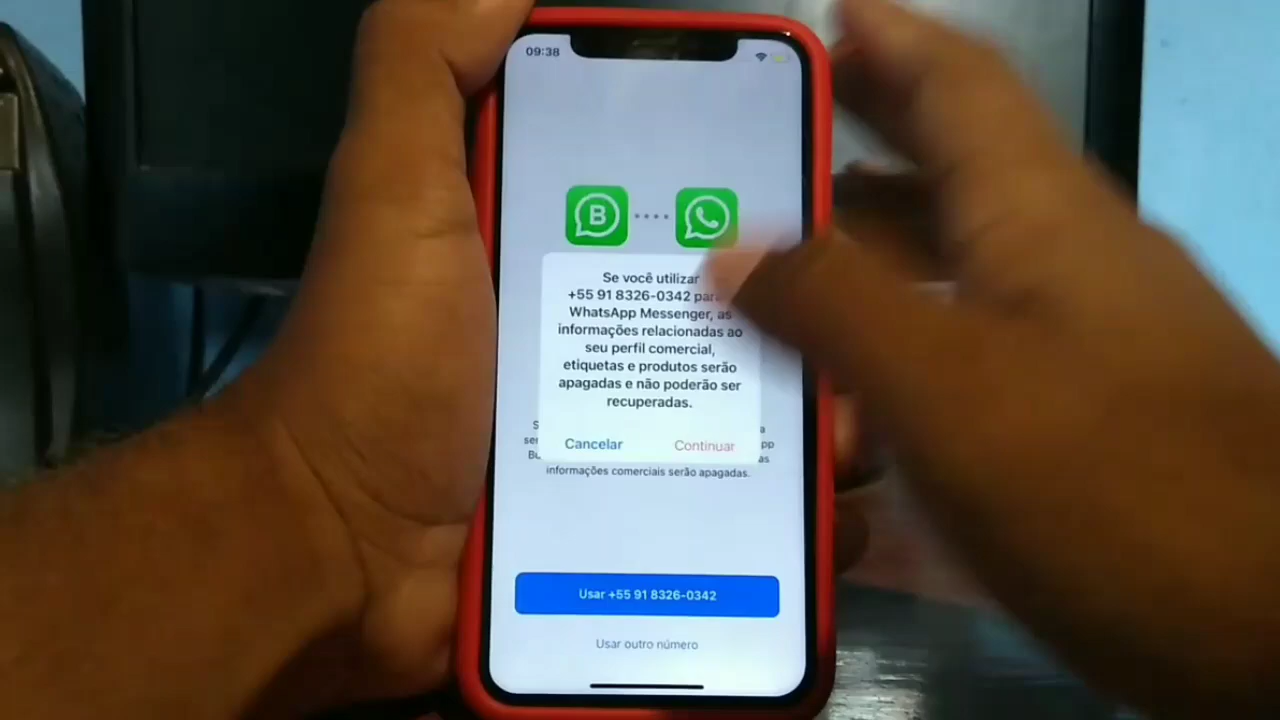 09:38
B
Se você utilizar
+55 91 8326-0342 para
WhatsApp Messenger, as
informações relacionadas ao
seu perfil comercial,
etiquetas e produtos serão
apagadas e não poderão ser
recuperadas.
Cancelar Continuar
informações comerciais serão apagadas.
Usar +55 91 8326-0342
Usar outro número